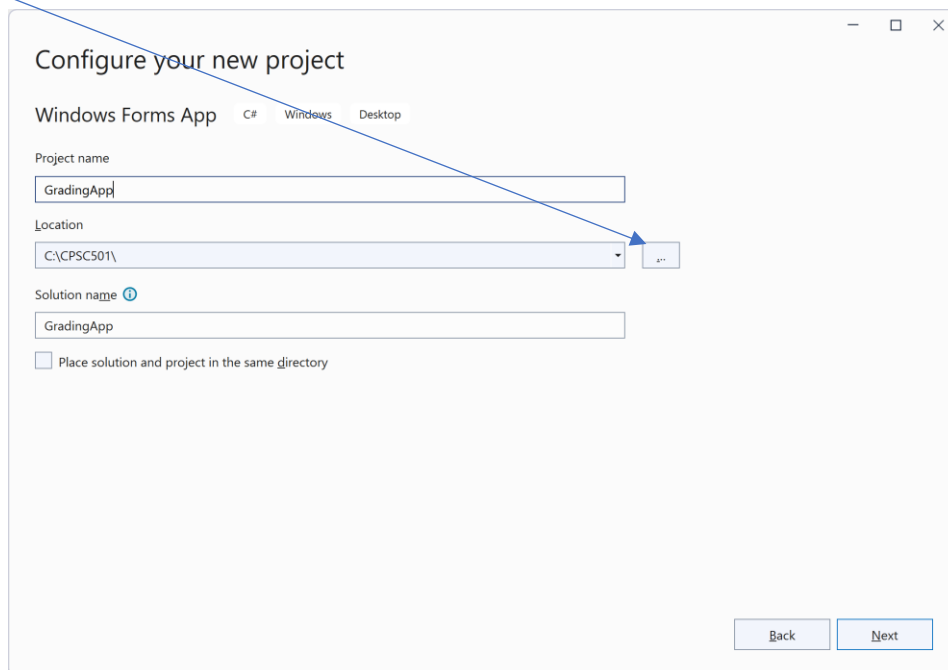 Configure your new project
Windows Forms App C# Windows Desktop
Project name
GradingApp
Location
C:\CPSC501\
...
Solution name
GradingApp
Place solution and project in the same directory
Back Next